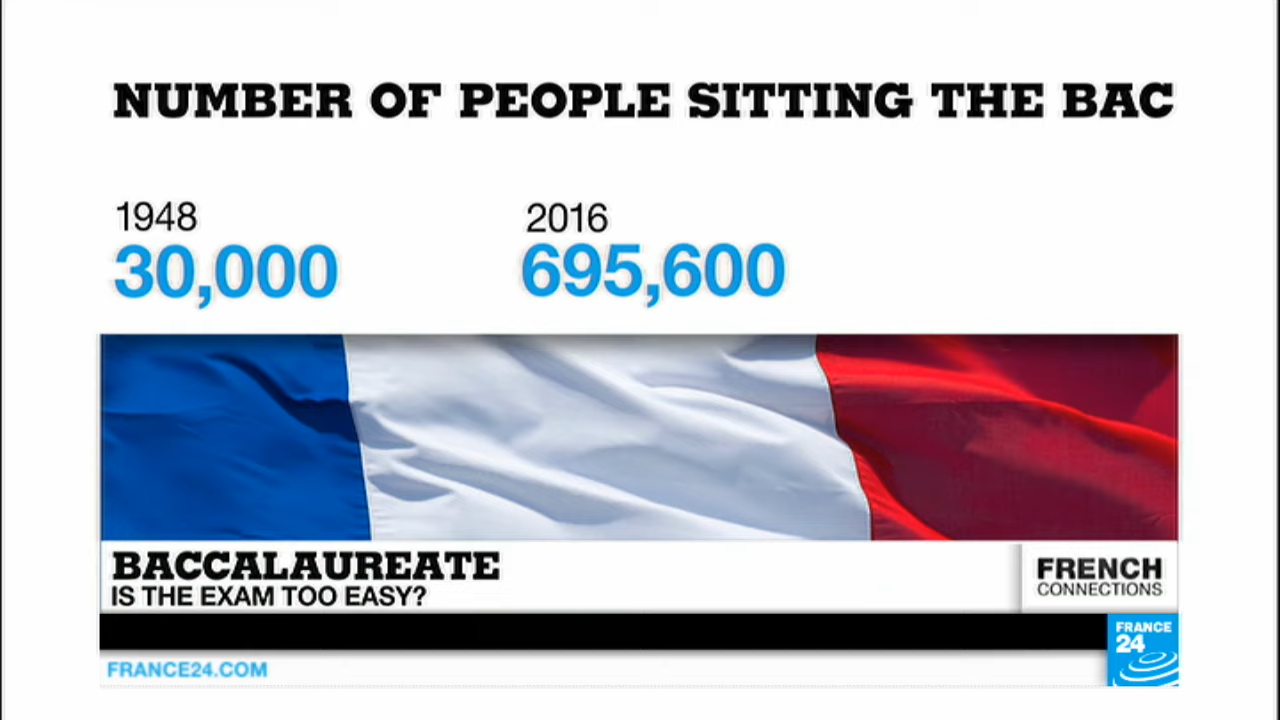 NUMBER OF PEOPLE SITTING THE BAC
1948
30,000
2016
695,600
BACCALAUREATE
IS THE EXAM TOO EASY?
FRENCH
CONNECTIONS
FRANCE
24
FRANCE24.COM